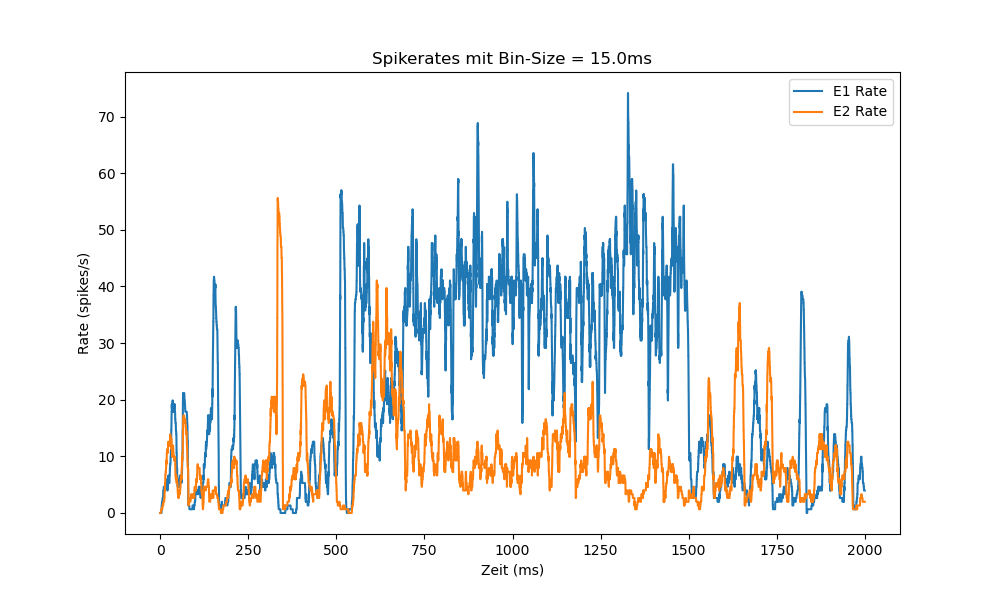 Spikerates mit Bin-Size = 15.0ms
E1 Rate
E2 Rate
Rate (spikes/s)
70
60
50
40
30
20
10
0
0 250 500 750 1000 1250 1500 1750 2000
Zeit (ms)